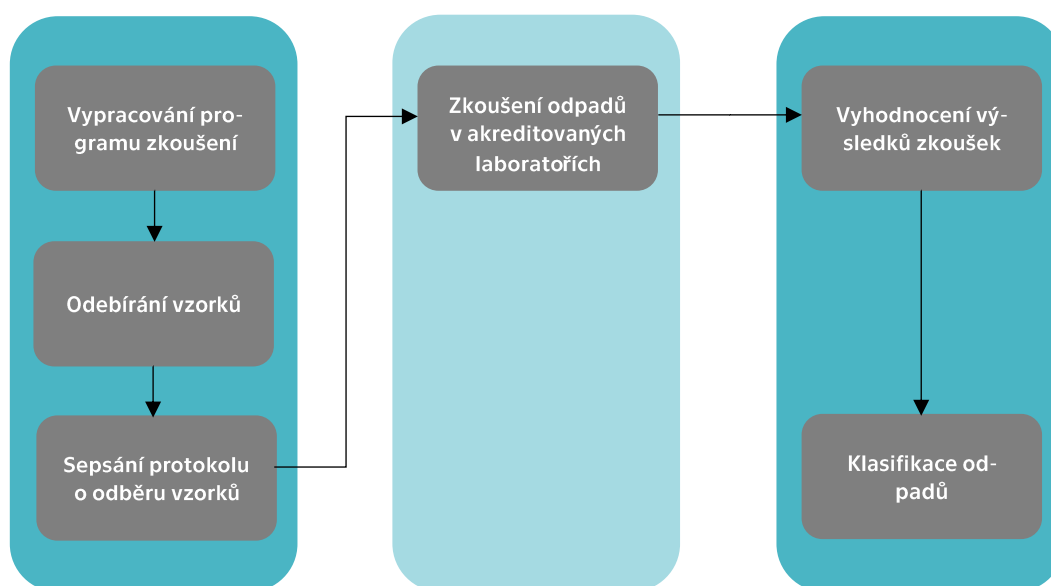 Vypracování pro-
gramu zkoušení
Odebírání vzorků
Sepsání protokolu
o odběru vzorků
Zkoušení odpadů
v akreditovaných
laboratořích
Vyhodnocení vý-
sledků zkoušek
Klasifikace od-
padů